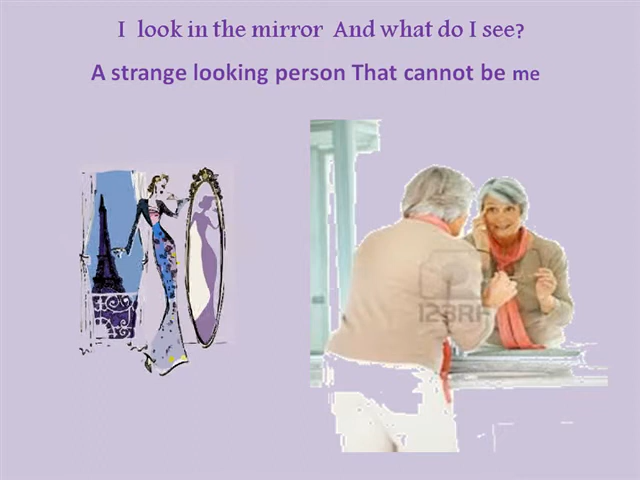 I look in the mirror And what do I see?
A strange looking person That cannot be me
123RF